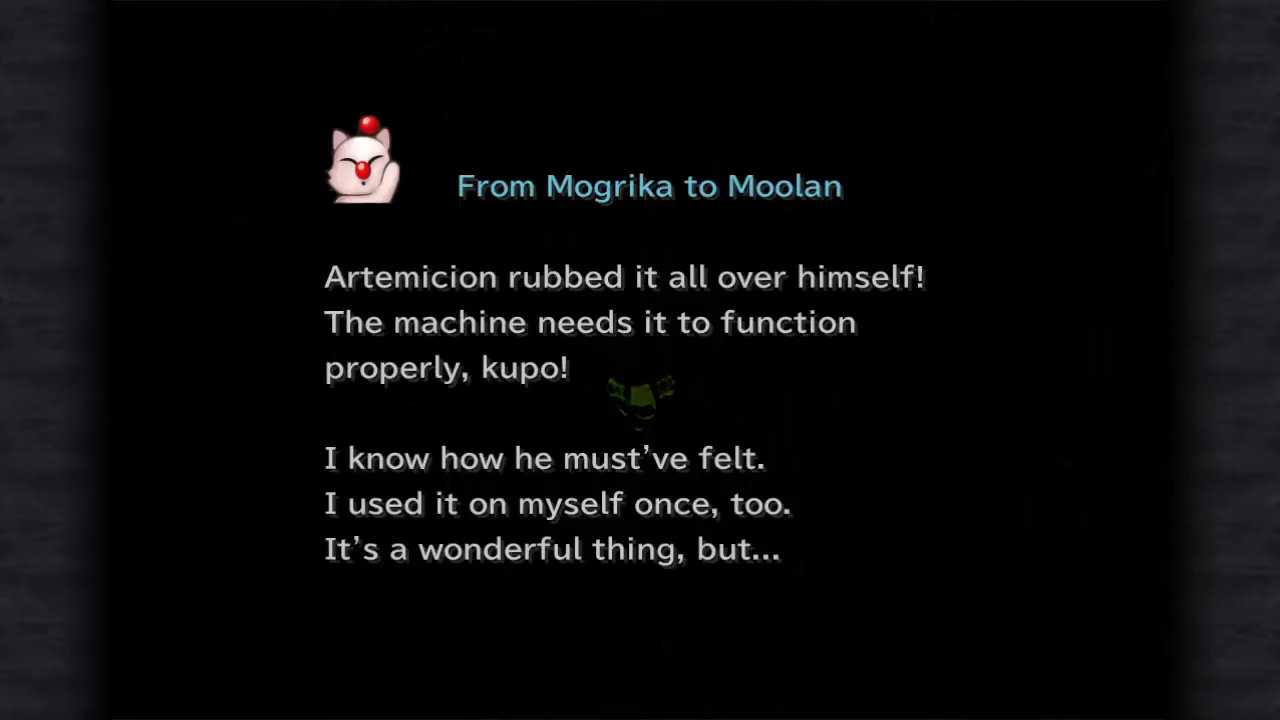 From Mogrika to Moolan
Artemicion rubbed it all over himself!
The machine needs it to function
properly, kupo!
I know how he must’ve felt.
I used it on myself once, too.
It’s a wonderful thing, but...